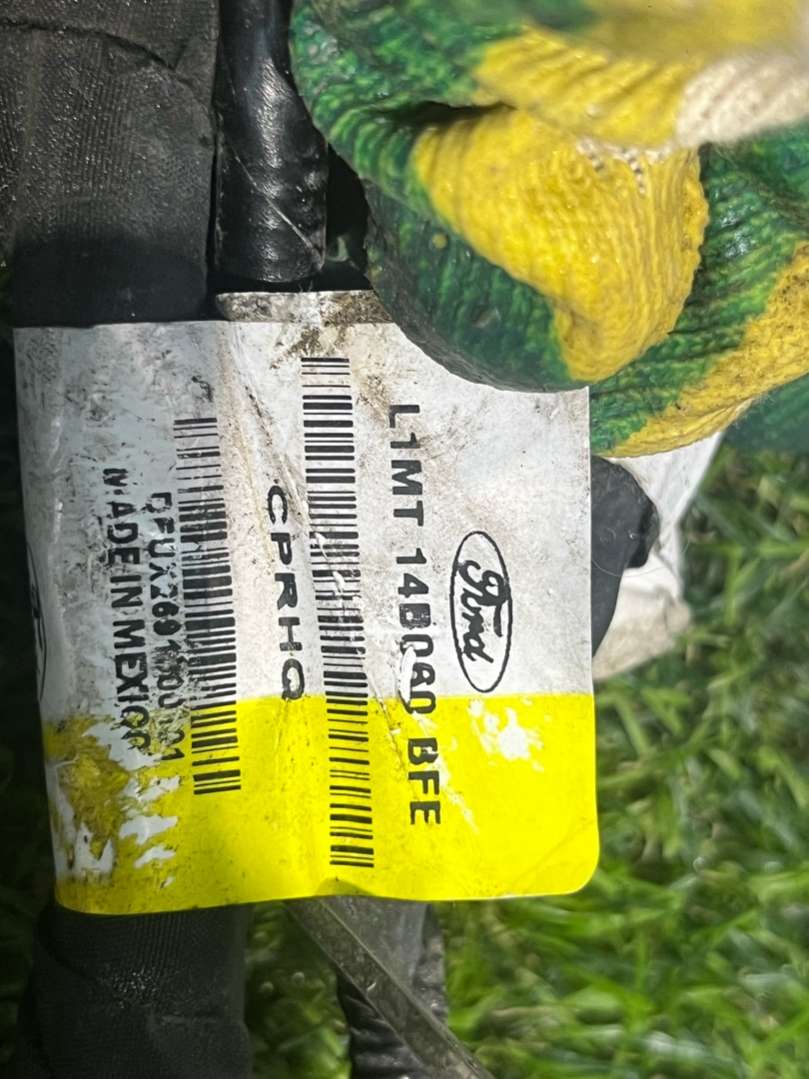 Ford
L1MT 14B060 BFE
CPRHQ
MADE IN MEXICO